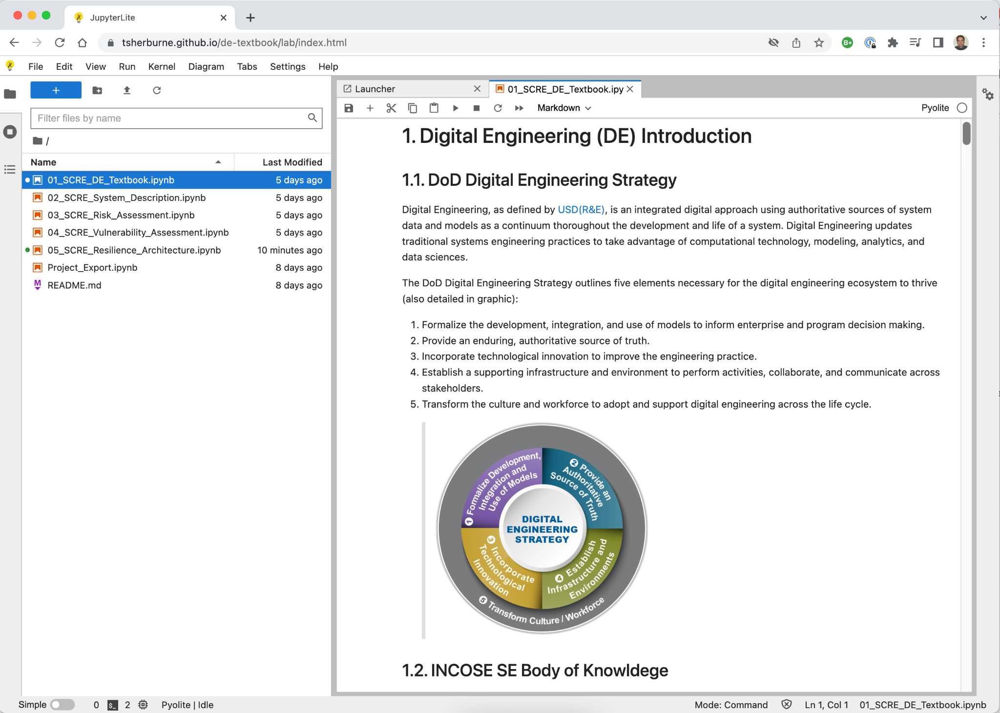 JupyterLite
tsherburne.github.io/de-textbook/lab/index.html
File Edit View Run Kernel Diagram Tabs Settings Help
Filter files by name
/
Name Last Modified
01_SCRE_DE_Textbook.ipynb 5 days ago
02_SCRE_System_Description.ipynb 5 days ago
03_SCRE_Risk_Assessment.ipynb 5 days ago
04_SCRE_Vulnerability_Assessment.ipynb 5 days ago
05_SCRE_Resilience_Architecture.ipynb 10 minutes ago
Project_Export.ipynb 8 days ago
README.md 8 days ago
Launcher
01_SCRE_DE_Textbook.ipy
Markdown
Pyolite
1. Digital Engineering (DE) Introduction
1.1. DoD Digital Engineering Strategy
Digital Engineering, as defined by USD(R&E), is an integrated digital approach using authoritative sources of system
data and models as a continuum thoroughout the development and life of a system. Digital Engineering updates
traditional systems engineering practices to take advantage of computational technology, modeling, analytics, and
data sciences.
The DoD Digital Engineering Strategy outlines five elements necessary for the digital engineering ecosystem to thrive
(also detailed in graphic):
1. Formalize the development, integration, and use of models to inform enterprise and program decision making.
2. Provide an enduring, authoritative source of truth.
3. Incorporate technological innovation to improve the engineering practice.
4. Establish a supporting infrastructure and environment to perform activities, collaborate, and communicate across
stakeholders.
5. Transform the culture and workforce to adopt and support digital engineering across the life cycle.
1 Formalize Development,
Integration and
Use of Models
2 Provide an
Authoritative
Source of Truth
DIGITAL
ENGINEERING
STRATEGY
3 Incorporate
Technological
Innovation
4 Establish
Infrastructure and
Environments
5 Transform Culture / Workforce
1.2. INCOSE SE Body of Knowldege
Simple 0 $_ 2 Pyolite | Idle
Mode: Command Ln 1, Col 1 01_SCRE_DE_Textbook.ipynb